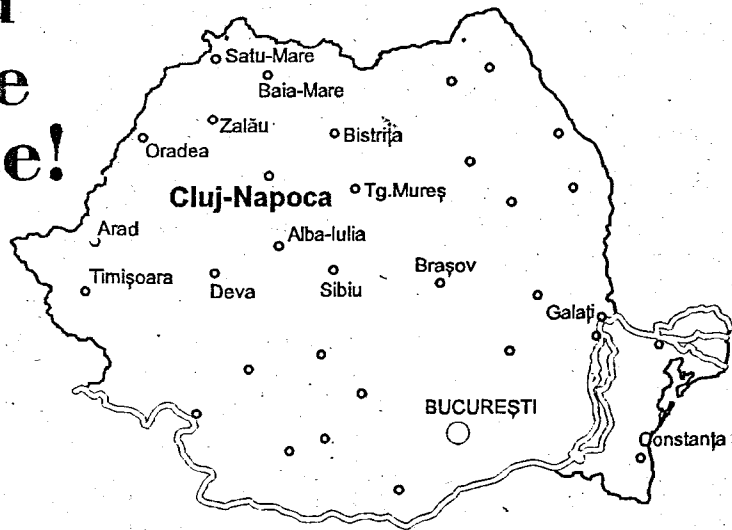 e
e!
Satu-Mare
Baia-Mare
Zalău
Bistrița
Oradea
Cluj-Napoca
Tg.Mureș
Arad
Alba-Iulia
Timișoara
Deva
Sibiu
Brașov
Galați
BUCUREȘTI
Constanța